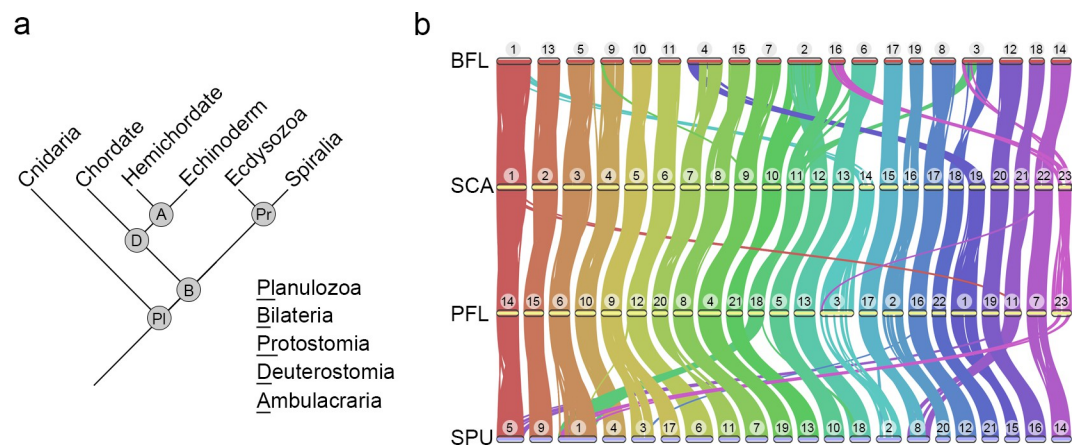 a
Cnidaria
Chordate
Hemichordate
Echinoderm
Ecdysozoa
Spiralia
A
Pr
D
B
Pl
Planulozoa
Bilateria
Protostomia
Deuterostomia
Ambulacraria
b
BFL 1 13 5 9 10 11 4 15 7 2 16 6 17 19 8 3 12 18 14
SCA 1 2 3 4 5 6 7 8 9 10 11 12 13 14 15 16 17 18 19 20 21 22 23
PFL 14 15 6 10 9 12 20 8 4 21 18 5 13 3 17 2 16 22 1 19 11 7 23
SPU 5 9 1 4 3 17 6 11 7 19 13 10 18 2 8 20 12 21 15 16 14